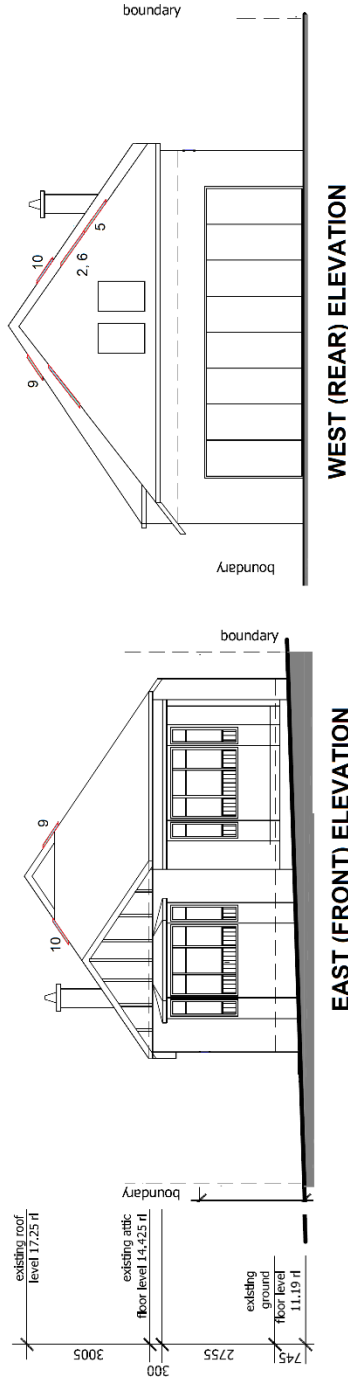 existing roof
level 17.25 rl
existing attic
floor level 14.425 rl
existing
ground
floor level
11.19 rl
3005
300
2755
745
boundary
10
9
boundary
EAST (FRONT) ELEVATION
boundary
9
10
2, 6
5
boundary
WEST (REAR) ELEVATION